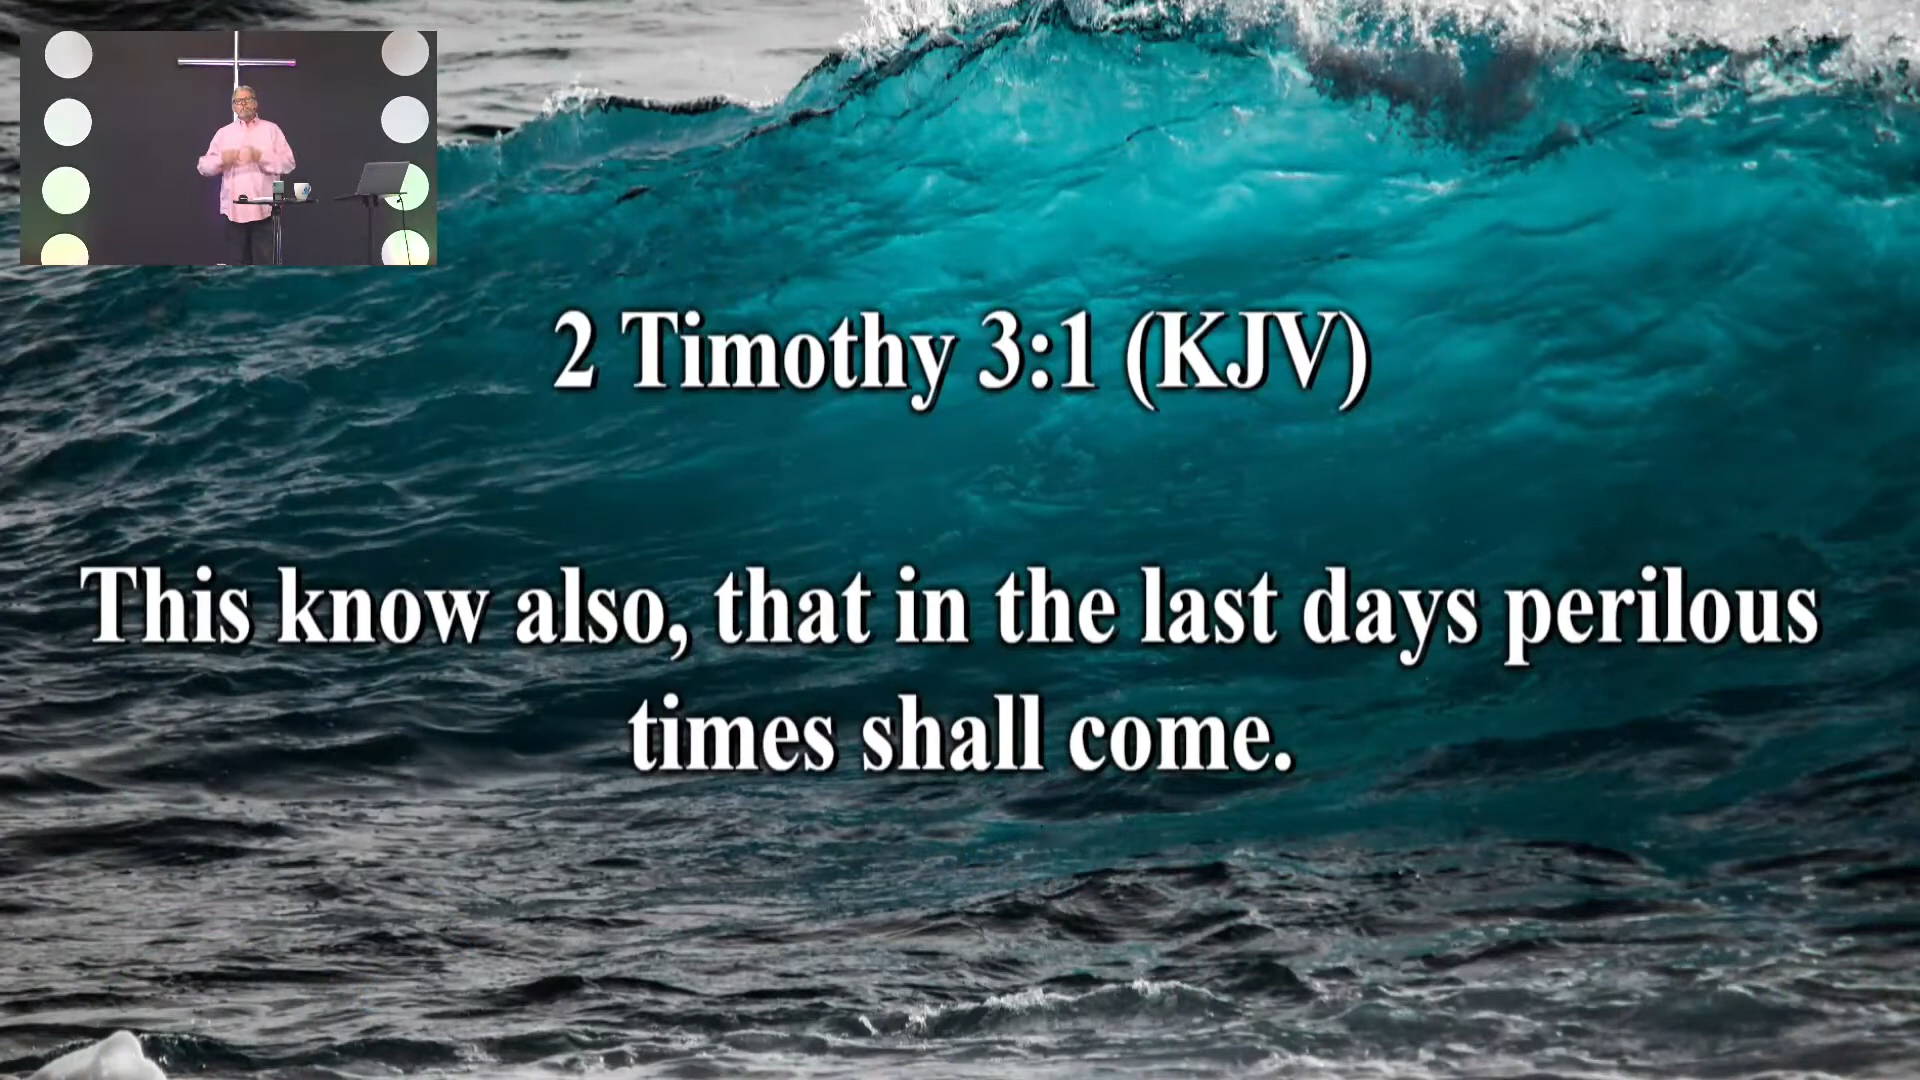 2 Timothy 3:1 (KJV)
This know also, that in the last days perilous
times shall come.